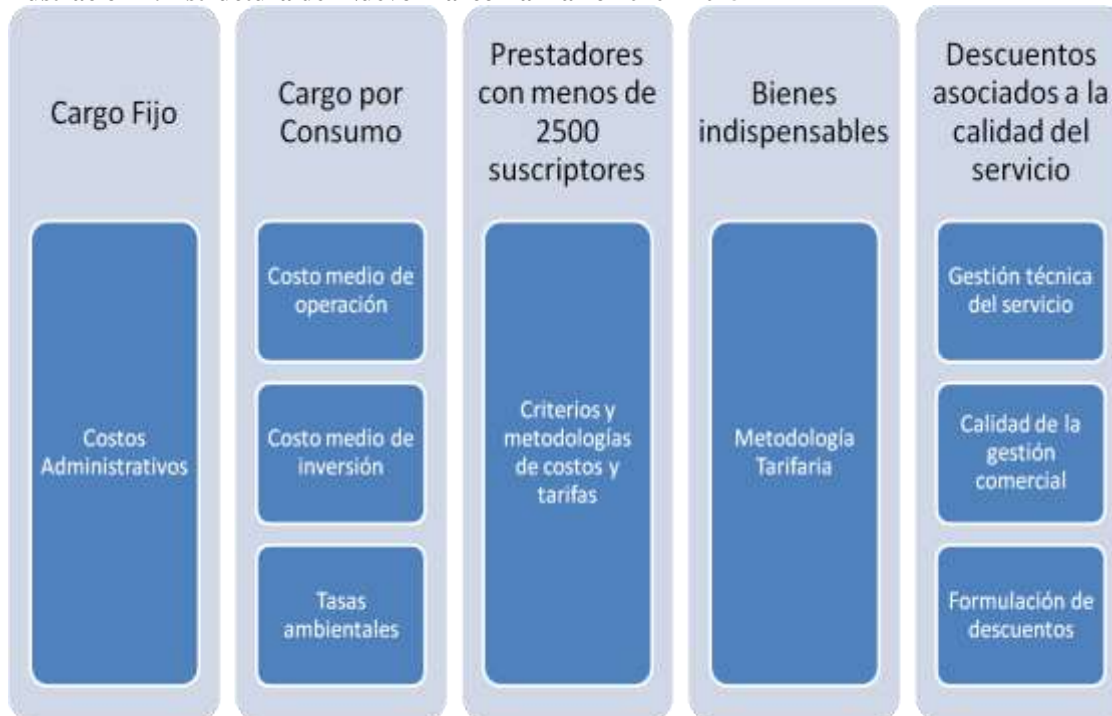 Cargo Fijo
Costos
Administrativos
Cargo por
Consumo
Costo medio de
operación
Costo medio de
inversión
Tasas
ambientales
Prestadores
con menos de
2500
suscriptores
Criterios y
metodologías
de costos y
tarifas
Bienes
indispensables
Metodología
Tarifaria
Descuentos
asociados a la
calidad del
servicio
Gestión técnica
del servicio
Calidad de la
gestión
comercial
Formulación de
descuentos